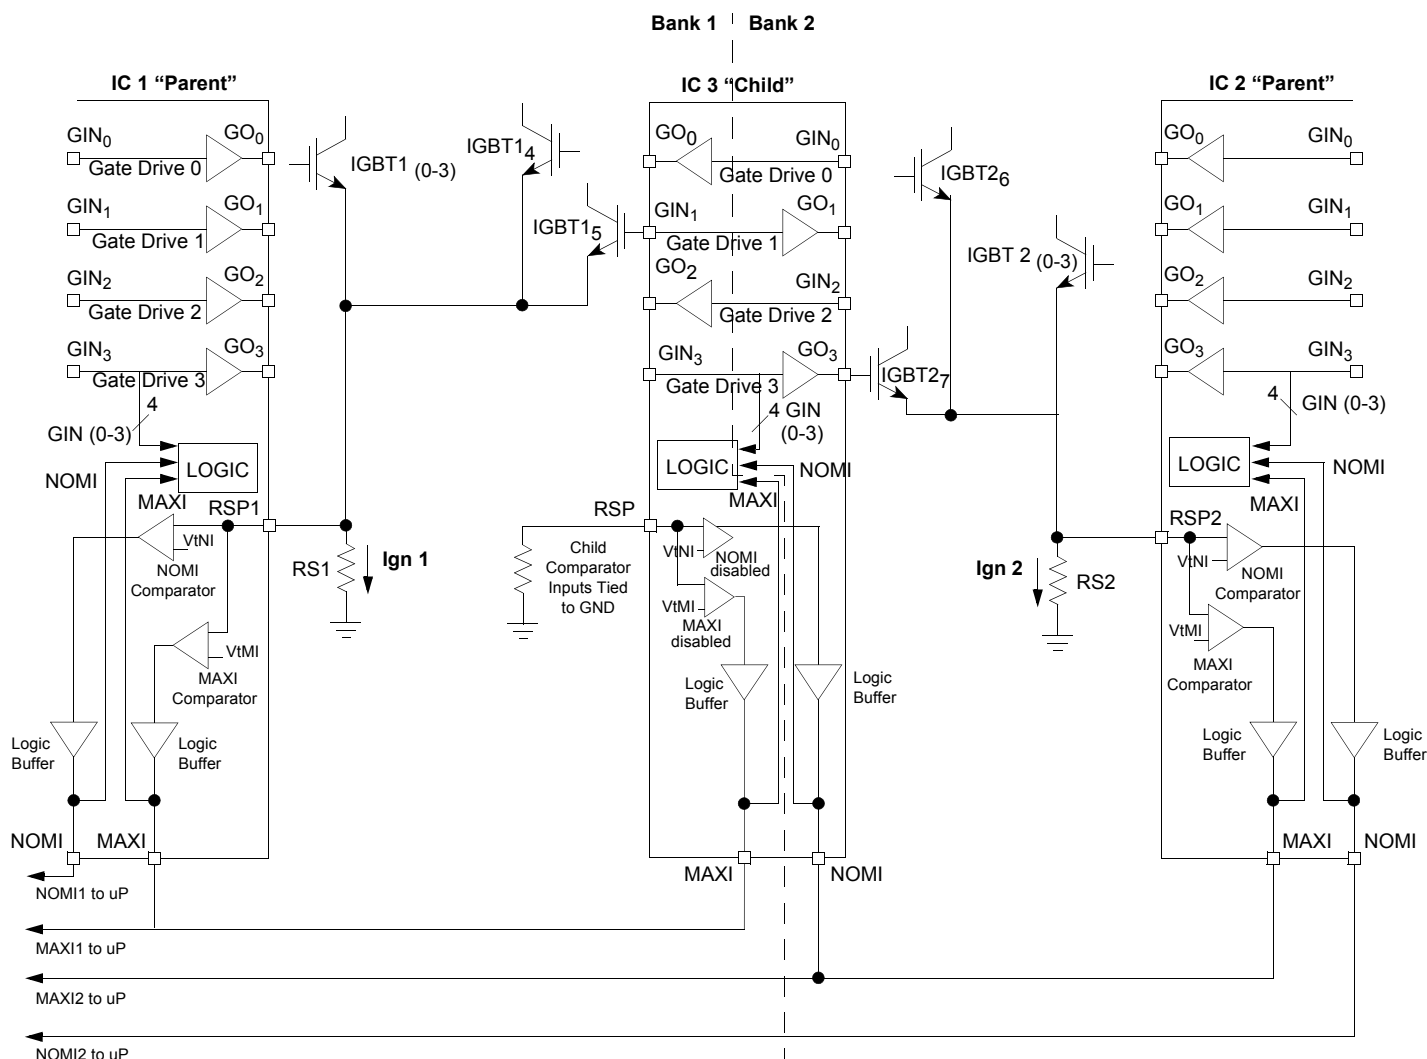 Bank 1 Bank 2
IC 1 “Parent”
GIN0
GO0
Gate Drive 0
GIN1
GO1
Gate Drive 1
GIN2
GO2
Gate Drive 2
GIN3
GO3
Gate Drive 3
4
GIN (0-3)
LOGIC
NOMI
MAXI
RSP1
VtNI
NOMI
Comparator
VtMI
MAXI
Comparator
Logic
Buffer
Logic
Buffer
NOMI
MAXI
IGBT1 (0-3)
IGBT14
IGBT15
RS1
Ign 1
IC 3 “Child”
GO0
GIN0
Gate Drive 0
GIN1
GO1
Gate Drive 1
GO2
GIN2
Gate Drive 2
GIN3
GO3
Gate Drive 3
4 GIN
(0-3)
LOGIC
NOMI
MAXI
RSP
Child
Comparator
Inputs Tied
to GND
VtNI
NOMI
disabled
VtMI
MAXI
disabled
Logic
Buffer
Logic
Buffer
MAXI
NOMI
IGBT26
IGBT 2 (0-3)
IGBT27
Ign 2
RS2
IC 2 “Parent”
GO0
GIN0
GO1
GIN1
GO2
GIN2
GO3
GIN3
4
GIN (0-3)
LOGIC
NOMI
MAXI
RSP2
VtNI
NOMI
Comparator
VtMI
MAXI
Comparator
Logic
Buffer
Logic
Buffer
MAXI
NOMI
NOMI1 to uP
MAXI1 to uP
MAXI2 to uP
NOMI2 to uP